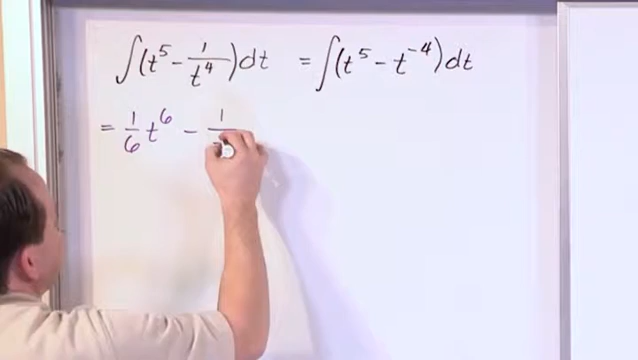 ∫(t⁵ - 1/t⁴)dt = ∫(t⁵ - t⁻⁴)dt
= 1/6 t⁶ - 1/